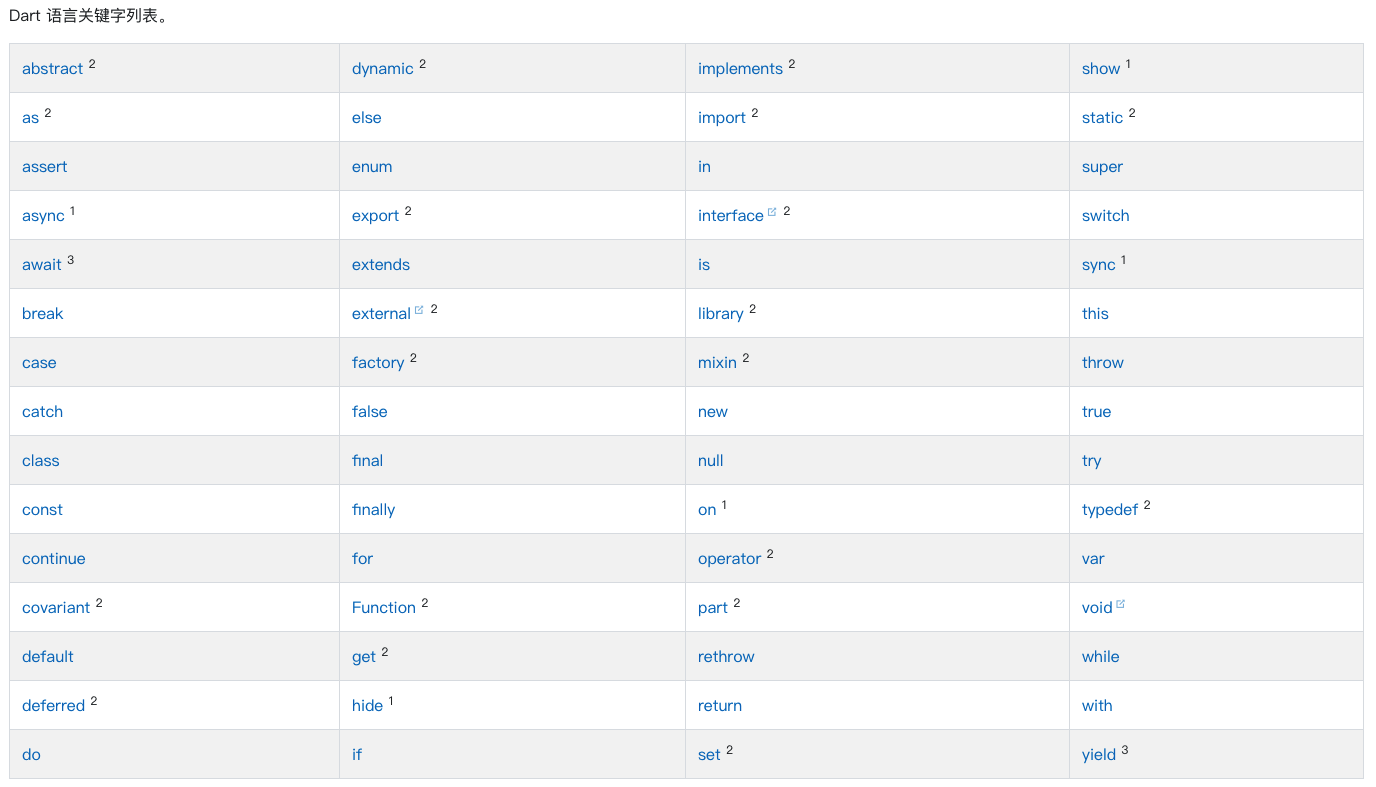 Dart 语言关键字列表。
abstract 2 dynamic 2 implements 2 show 1
as 2 else import 2 static 2
assert enum in super
async 1 export 2 interface 2 switch
await 3 extends is sync 1
break external 2 library 2 this
case factory 2 mixin 2 throw
catch false new true
class final null try
const finally on 1 typedef 2
continue for operator 2 var
covariant 2 Function 2 part 2 void
default get 2 rethrow while
deferred 2 hide 1 return with
do if set 2 yield 3